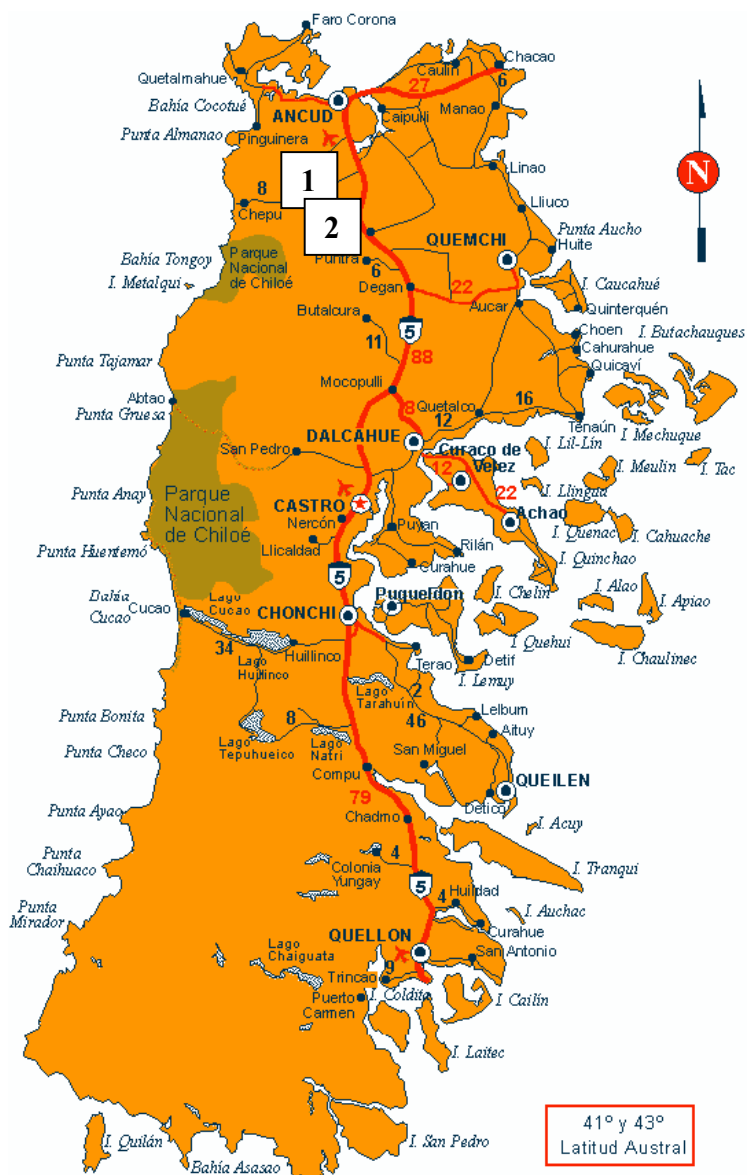 Faro Corona
Quetalmahue
Caulín
Chacao
6
27
Bahía Cocotué
ANCUD
Caipulli
Manao
Punta Almanao
Pinguinera
1
Linao
8
Chepu
2
Lliuco
Punta Aucho
Huite
QUEMCHI
Bahía Tongoy
I. Metalqui
Parque
Nacional
de Chiloé
Puntra
6
Degan
22
I. Caucahué
Aucar
Quinterquén
Butalcura
5
Choen
I. Butachauques
11
88
Cahurahue
Punta Tajamar
Quicaví
Mocopulli
Abtao
Punta Gruesa
8
Quetalco
16
12
Tenaún
I. Mechuque
DALCAHUE
San Pedro
Curaco de
Velez
I. Lil-Lín
I. Tac
12
I. Meulin
Punta Anay
22
I. Llingua
Parque
Nacional
de Chiloé
CASTRO
Nercón
Achao
Puyan
I. Quenac
I. Cahuache
Llicaldad
Rilán
Punta Huentemó
Curahue
I. Quinchao
5
Bahía
Cucao
Cucao
Lago
Cucao
CHONCHI
Puqueldon
I. Chelin
I. Alao
I. Apiao
34
Huillinco
I. Quehui
Lago
Huillinco
Terao
Detif
I. Chaulinec
I. Lemuy
Lago
Tarahuín
2
Punta Bonita
8
46
Lelbum
Aituy
Punta Checo
Lago
Tepuhueico
Lago
Natri
San Miguel
Compu
QUEILEN
Detico
79
Punta Ayao
Chadmo
I. Acuy
Punta
Chaihuaco
4
Colonia
Yungay
I. Tranqui
5
Huildad
4
I. Auchac
Punta
Mirador
Curahue
QUELLON
Lago
Chaiguata
San Antonio
9
Trincao
I. Coldita
Puerto
Carmen
I. Cailín
I. Laitec
I. Quilán
I. San Pedro
Bahía Asasao
N
41º y 43º
Latitud Austral